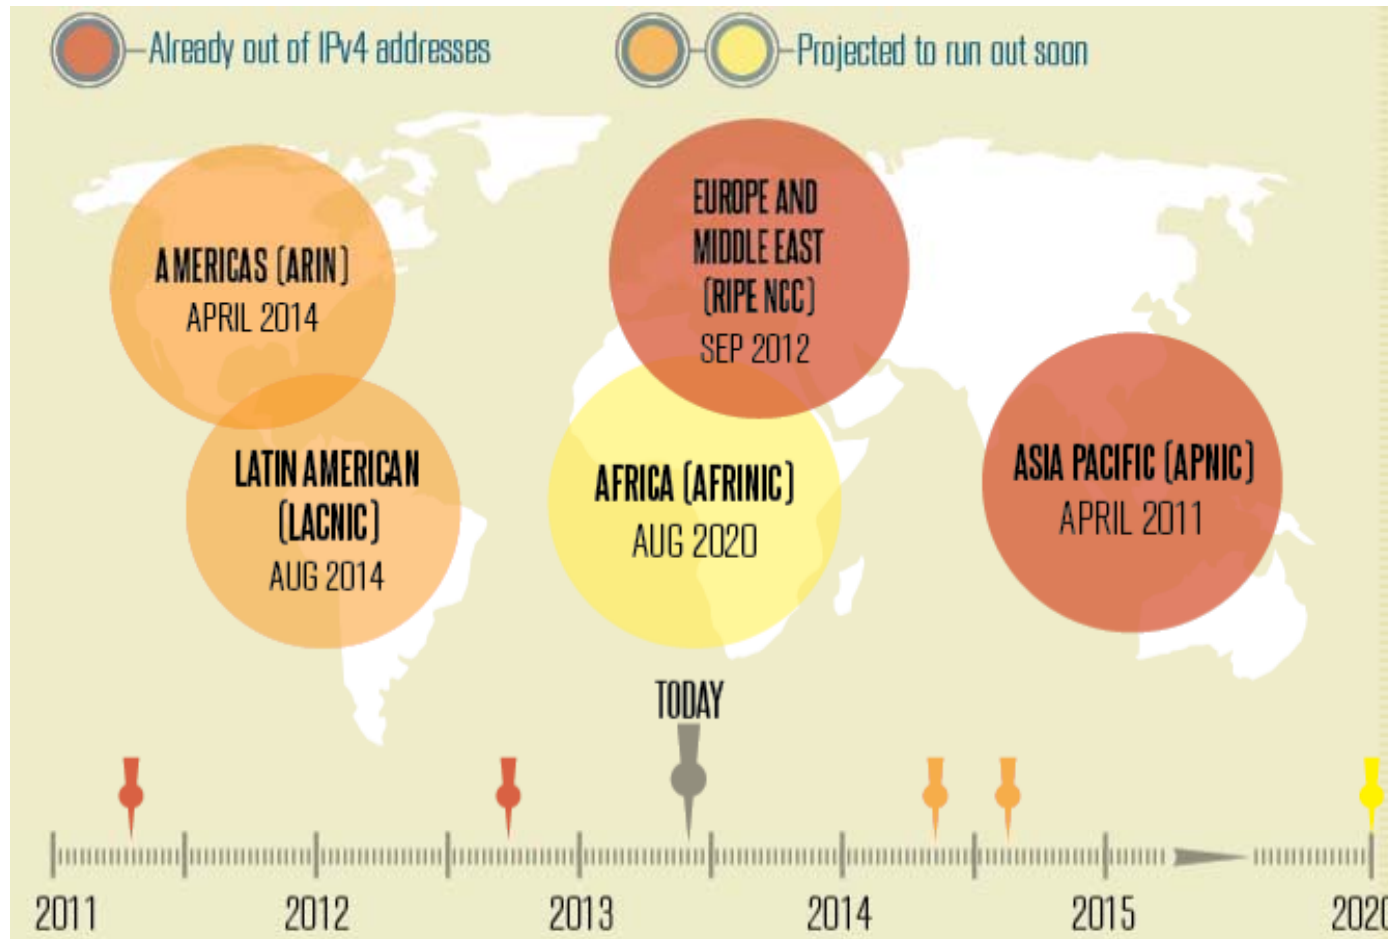 Already out of IPv4 addresses
Projected to run out soon
AMERICAS (ARIN)
APRIL 2014
LATIN AMERICAN
(LACNIC)
AUG 2014
EUROPE AND
MIDDLE EAST
(RIPE NCC)
SEP 2012
AFRICA (AFRINIC)
AUG 2020
ASIA PACIFIC (APNIC)
APRIL 2011
TODAY
2011
2012
2013
2014
2015
2020